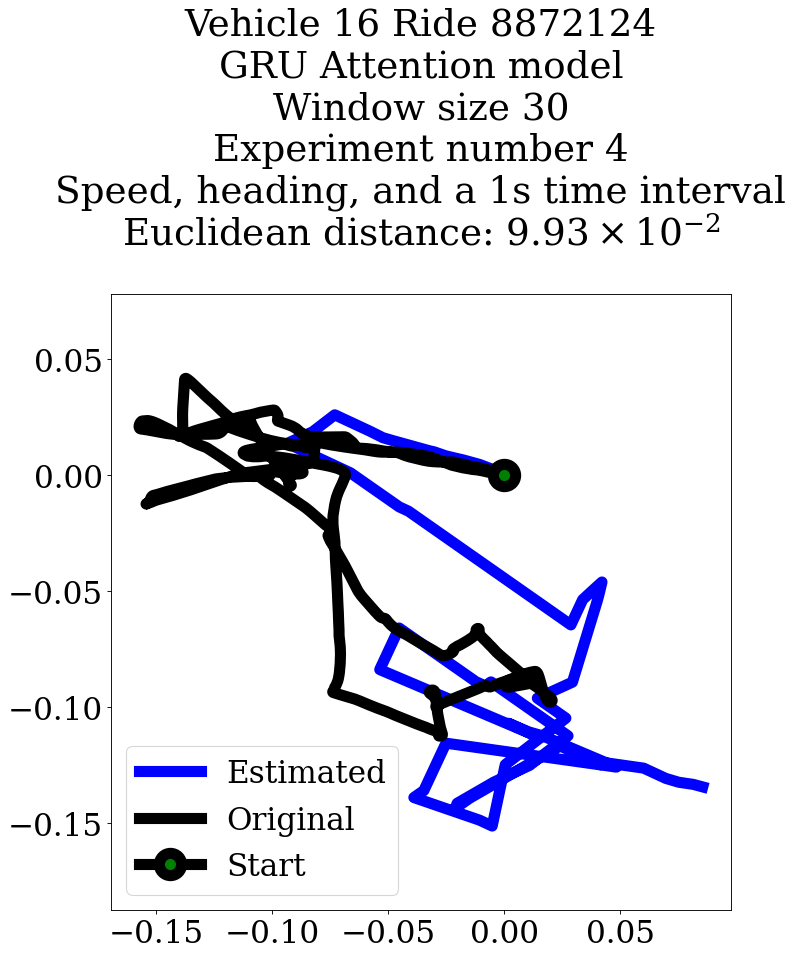 Vehicle 16 Ride 8872124
GRU Attention model
Window size 30
Experiment number 4
Speed, heading, and a 1s time interval
Euclidean distance: 9.93 × 10⁻²
0.05
0.00
−0.05
−0.10
−0.15
Estimated
Original
Start
−0.15 −0.10 −0.05 0.00 0.05